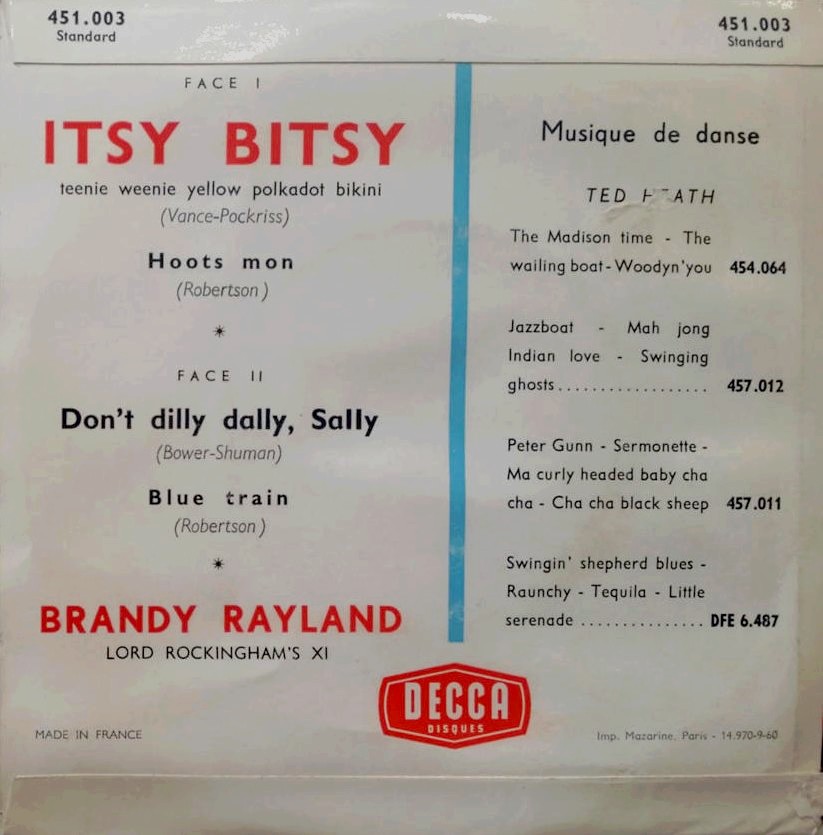 451.003
Standard
451.003
Standard
FACE I
ITSY BITSY
teenie weenie yellow polkadot bikini
(Vance-Pockriss)
Hoots mon
(Robertson)
*
FACE II
Don't dilly dally, Sally
(Bower-Shuman)
Blue train
(Robertson)
*
BRANDY RAYLAND
LORD ROCKINGHAM'S XI
MADE IN FRANCE
Musique de danse
TED HEATH
The Madison time - The
wailing boat - Woodyn'you 454.064
Jazzboat - Mah jong
Indian love - Swinging
ghosts.................. 457.012
Peter Gunn - Sermonette -
Ma curly headed baby cha
cha - Cha cha black sheep 457.011
Swingin' shepherd blues -
Raunchy - Tequila - Little
serenade ............... DFE 6.487
DECCA
DISQUES
Imp. Mazarine, Paris - 14.970-9-60